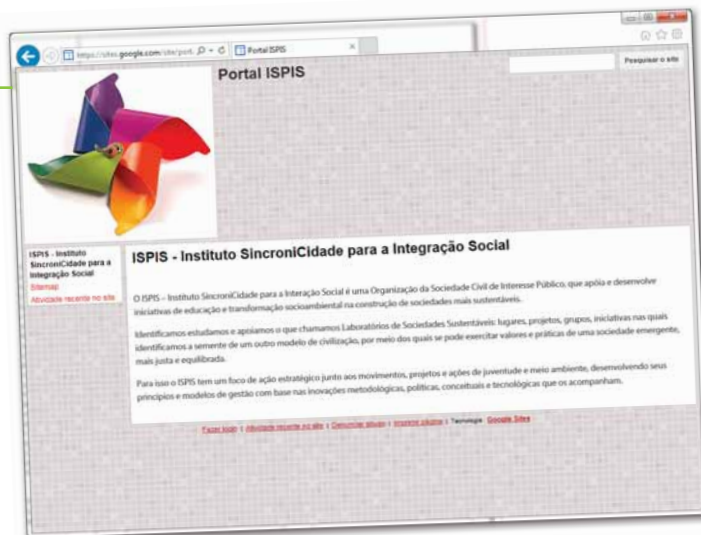 https://sites.google.com/site/port.
Portal ISPIS
Portal ISPIS
Pesquisar o site
ISPIS - Instituto
SincroniCidade para a
Integração Social
Sitemap
Atividade recente no site
ISPIS - Instituto SincroniCidade para a Integração Social
O ISPIS – Instituto SincroniCidade para a Interação Social é uma Organização da Sociedade Civil de Interesse Público, que apóia e desenvolve
iniciativas de educação e transformação socioambiental na construção de sociedades mais sustentáveis.
Identificamos estudamos e apoiamos o que chamamos Laboratórios de Sociedades Sustentáveis: lugares, projetos, grupos, iniciativas nas quais
identificamos a semente de um outro modelo de civilização, por meio dos quais se pode exercitar valores e práticas de uma sociedade emergente,
mais justa e equilibrada.
Para isso o ISPIS tem um foco de ação estratégico junto aos movimentos, projetos e ações de juventude e meio ambiente, desenvolvendo seus
princípios e modelos de gestão com base nas inovações metodológicas, políticas, conceituais e tecnológicas que os acompanham.
Fazer login | Atividade recente no site | Denunciar abuso | Imprimir página | Tecnologia Google Sites